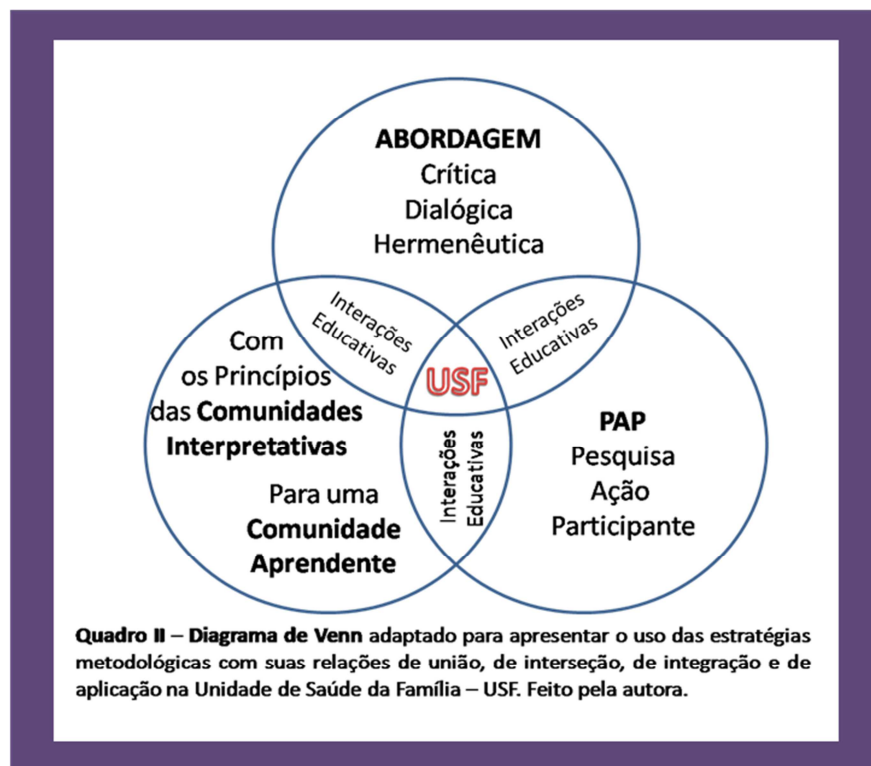 ABORDAGEM
Crítica
Dialógica
Hermenêutica
Interações
Educativas
Interações
Educativas
Com
os Princípios
das Comunidades
Interpretativas
Para uma
Comunidade
Aprendente
USF
Interações
Educativas
PAP
Pesquisa
Ação
Participante
Quadro II – Diagrama de Venn adaptado para apresentar o uso das estratégias
metodológicas com suas relações de união, de interseção, de integração e de
aplicação na Unidade de Saúde da Família – USF. Feito pela autora.